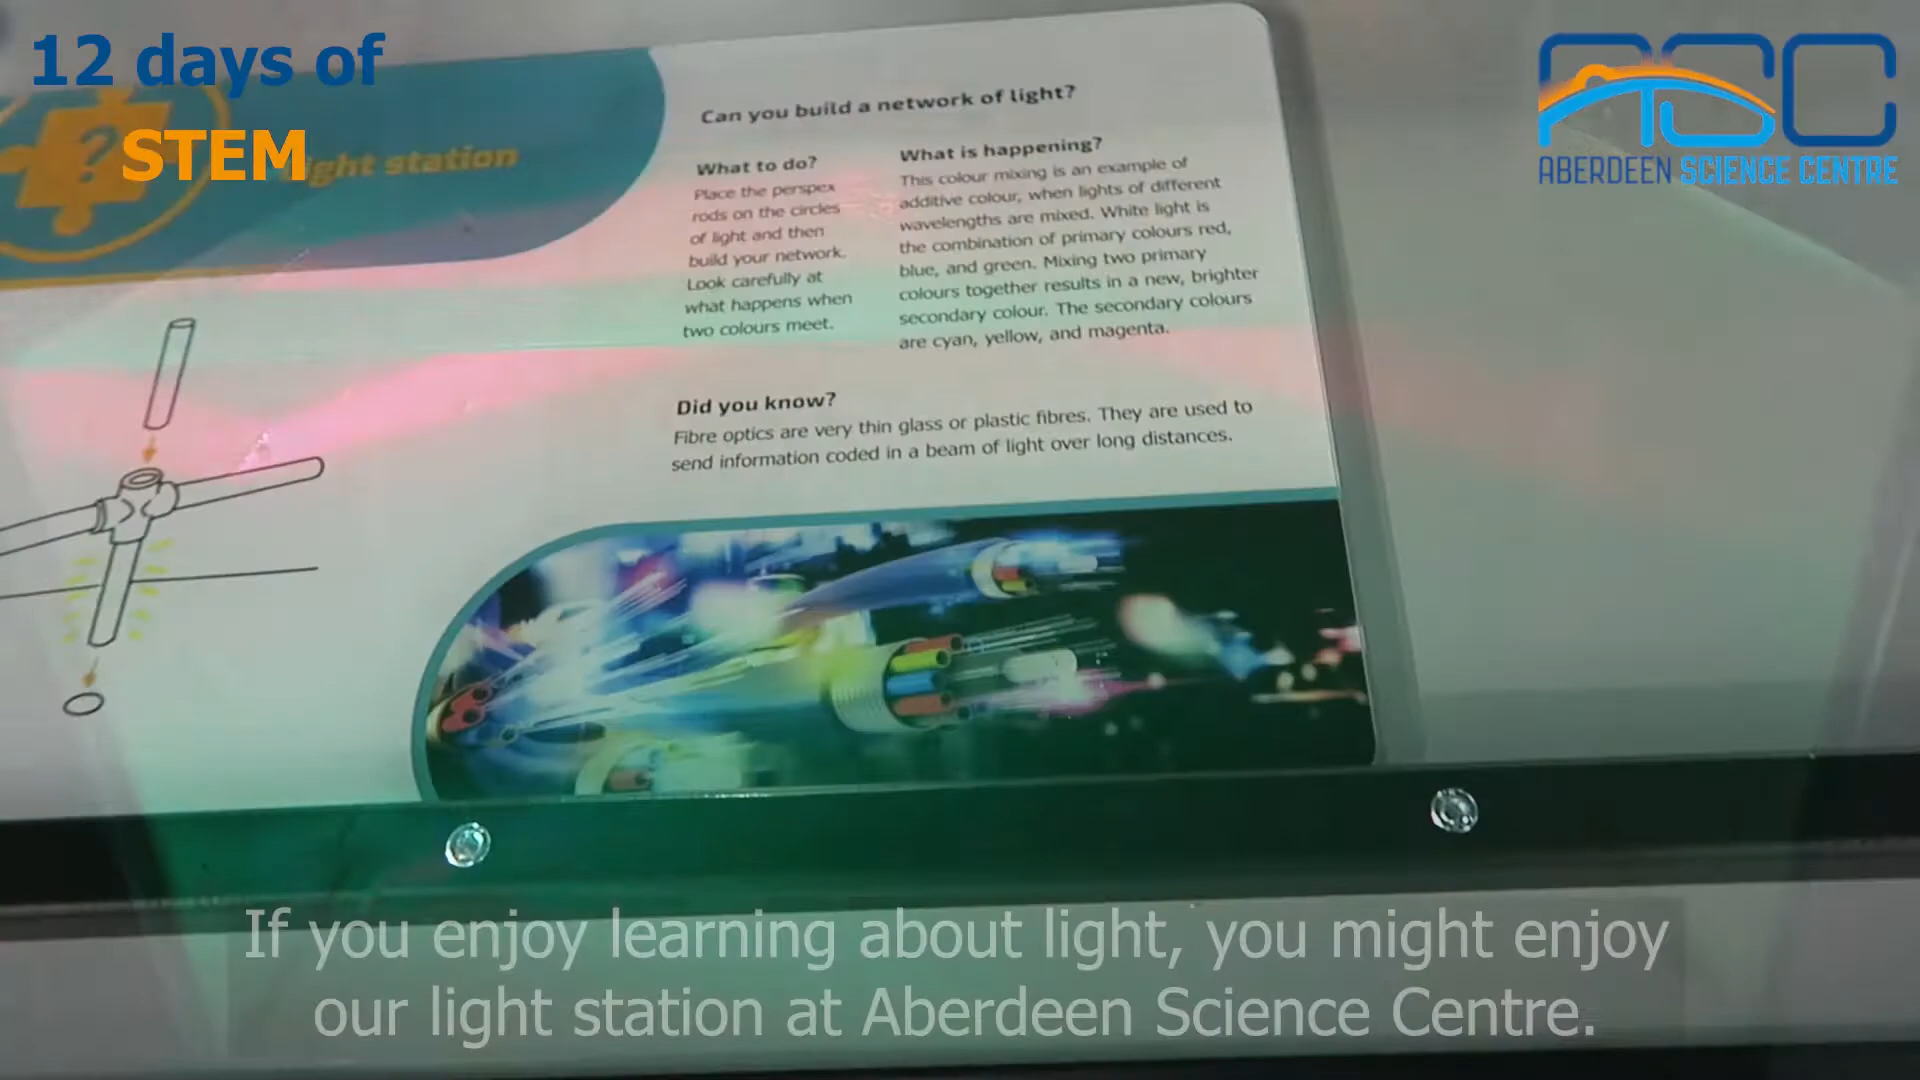 12 days of
STEM
ight station
?
Can you build a network of light?
What to do?
Place the perspex
rods on the circles
of light and then
build your network.
Look carefully at
what happens when
two colours meet.
What is happening?
This colour mixing is an example of
additive colour, when lights of different
wavelengths are mixed. White light is
the combination of primary colours red,
blue, and green. Mixing two primary
colours together results in a new, brighter
secondary colour. The secondary colours
are cyan, yellow, and magenta.
Did you know?
Fibre optics are very thin glass or plastic fibres. They are used to
send information coded in a beam of light over long distances.
ASC
ABERDEEN SCIENCE CENTRE
If you enjoy learning about light, you might enjoy
our light station at Aberdeen Science Centre.